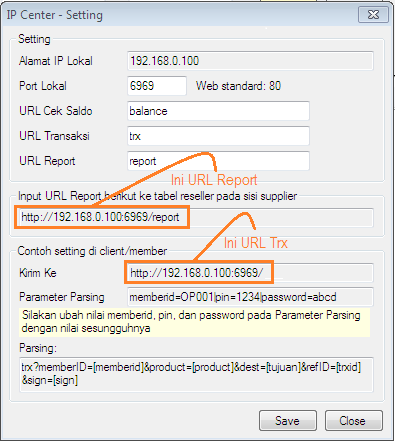 IP Center - Setting
Setting
Alamat IP Lokal 192.168.0.100
Port Lokal 6969 Web standard: 80
URL Cek Saldo balance
URL Transaksi trx
URL Report report
Ini URL Report
Input URL Report berikut ke tabel reseller pada sisi supplier
http://192.168.0.100:6969/report
Ini URL Trx
Contoh setting di client/member
Kirim Ke http://192.168.0.100:6969/
Parameter Parsing memberid=OP001|pin=1234|password=abcd
Silakan ubah nilai memberid, pin, dan password pada Parameter Parsing
dengan nilai sesungguhnya
Parsing:
trx?memberID=[memberid]&product=[product]&dest=[tujuan]&refID=[trxid]
&sign=[sign]
Save Close